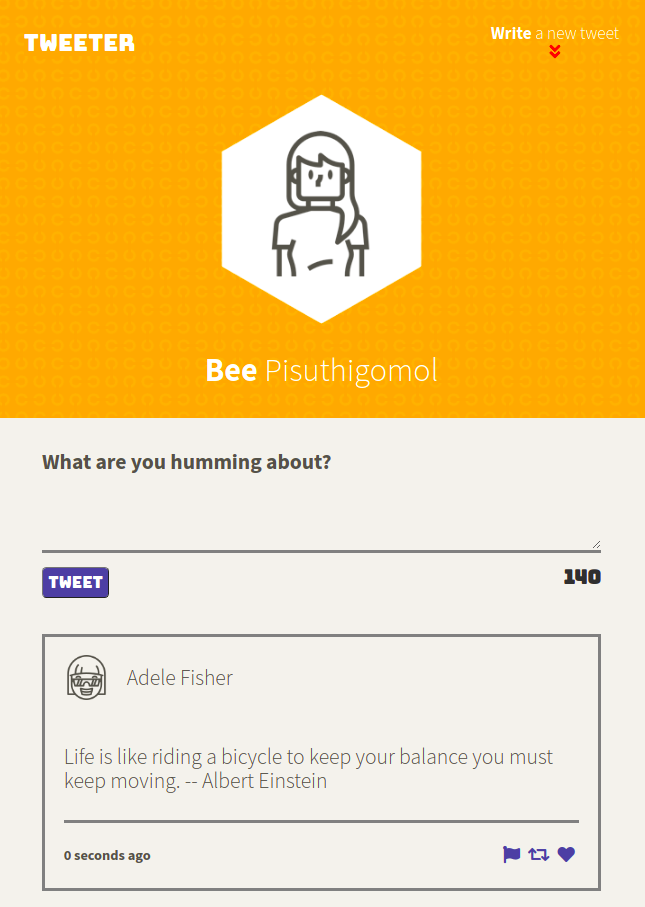 TWEETER
Write a new tweet
Bee Pisuthigomol
What are you humming about?
TWEET
140
Adele Fisher
Life is like riding a bicycle to keep your balance you must
keep moving. -- Albert Einstein
0 seconds ago